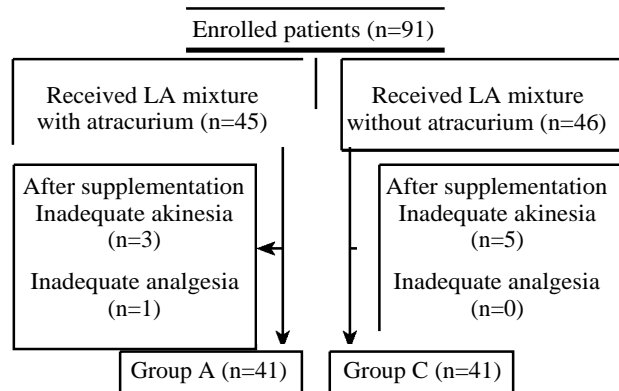 Enrolled patients (n=91)
Received LA mixture
with atracurium (n=45)
Received LA mixture
without atracurium (n=46)
After supplementation
Inadequate akinesia
(n=3)
Inadequate analgesia
(n=1)
After supplementation
Inadequate akinesia
(n=5)
Inadequate analgesia
(n=0)
Group A (n=41)
Group C (n=41)